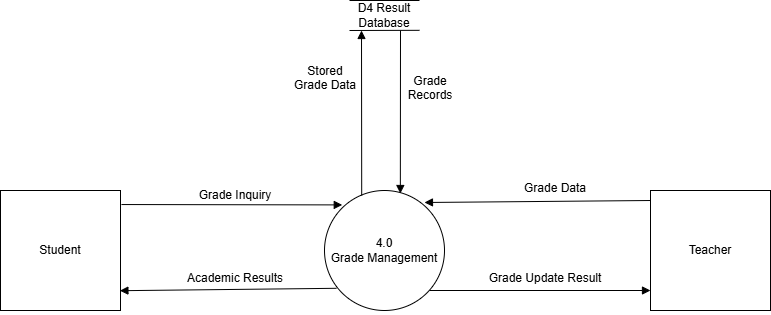 D4 Result
Database
Stored
Grade Data
Grade
Records
Grade Inquiry
Grade Data
Student
4.0
Grade Management
Teacher
Academic Results
Grade Update Result